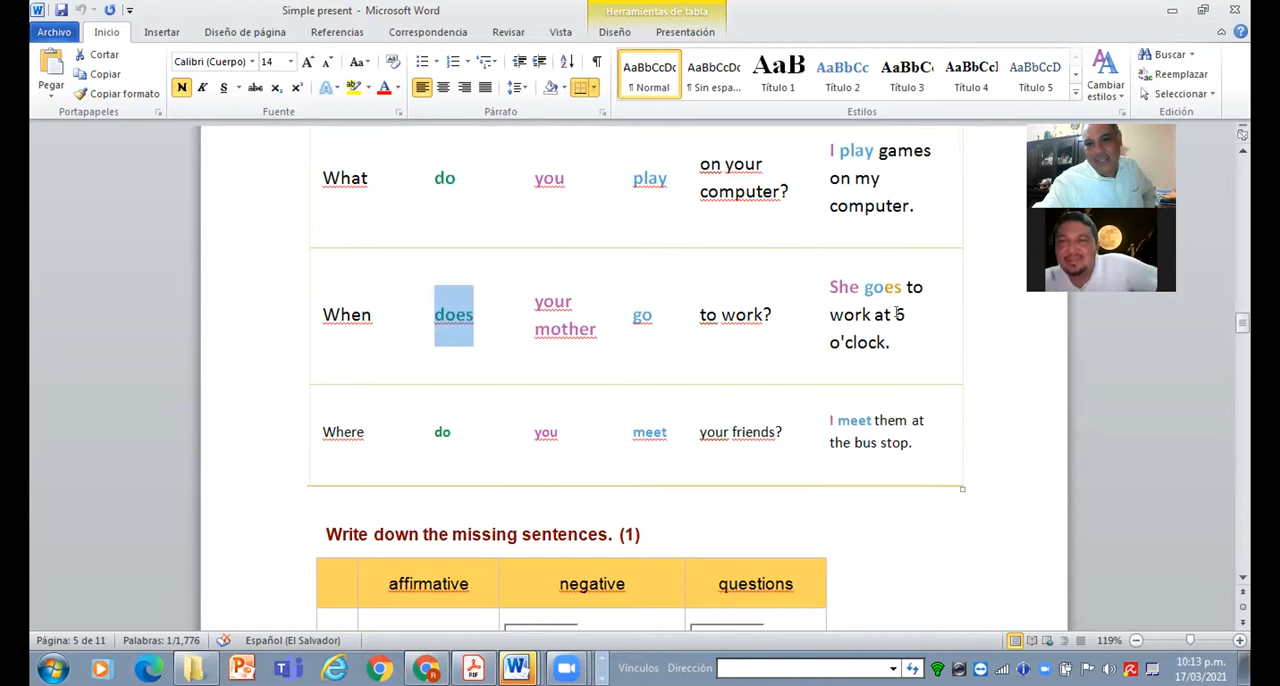 Simple present - Microsoft Word
Herramientas de tabla
Archivo Inicio Insertar Diseño de página Referencias Correspondencia Revisar Vista Diseño Presentación
Pegar
Cortar
Copiar
Copiar formato
Portapapeles
Calibri (Cuerpo) 14
Fuente
Párrafo
AaBbCcDc AaBbCcDc AaB AaBbCc AaBbC AaBbCcI AaBbCcD
¶ Normal ¶ Sin espa... Título 1 Título 2 Título 3 Título 4 Título 5
Estilos
Cambiar estilos
Buscar
Reemplazar
Seleccionar
Edición
What do you play on your computer? I play games on my computer.
When does your mother go to work? She goes to work at 5 o'clock.
Where do you meet your friends? I meet them at the bus stop.
Write down the missing sentences. (1)
affirmative negative questions
Página: 5 de 11 Palabras: 1/1,776 Español (El Salvador) 119%
Vínculos Dirección
10:13 p.m.
17/03/2021